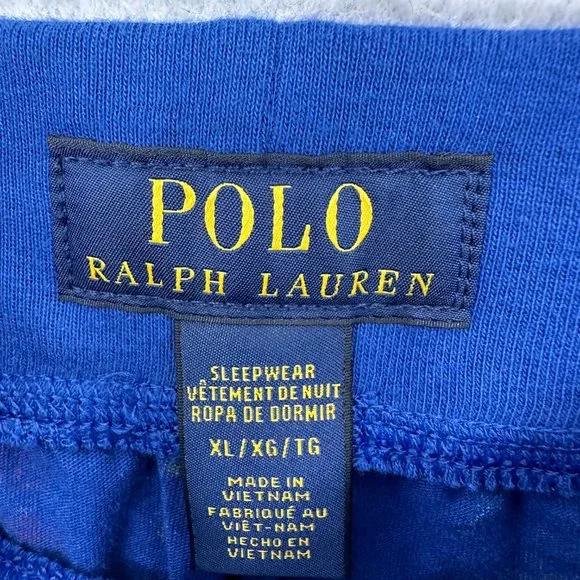 POLO
RALPH LAUREN
SLEEPWEAR
VÊTEMENT DE NUIT
ROPA DE DORMIR
XL/XG/TG
MADE IN
VIETNAM
FABRIQUÉ AU
VIÊT-NAM
HECHO EN
VIETNAM